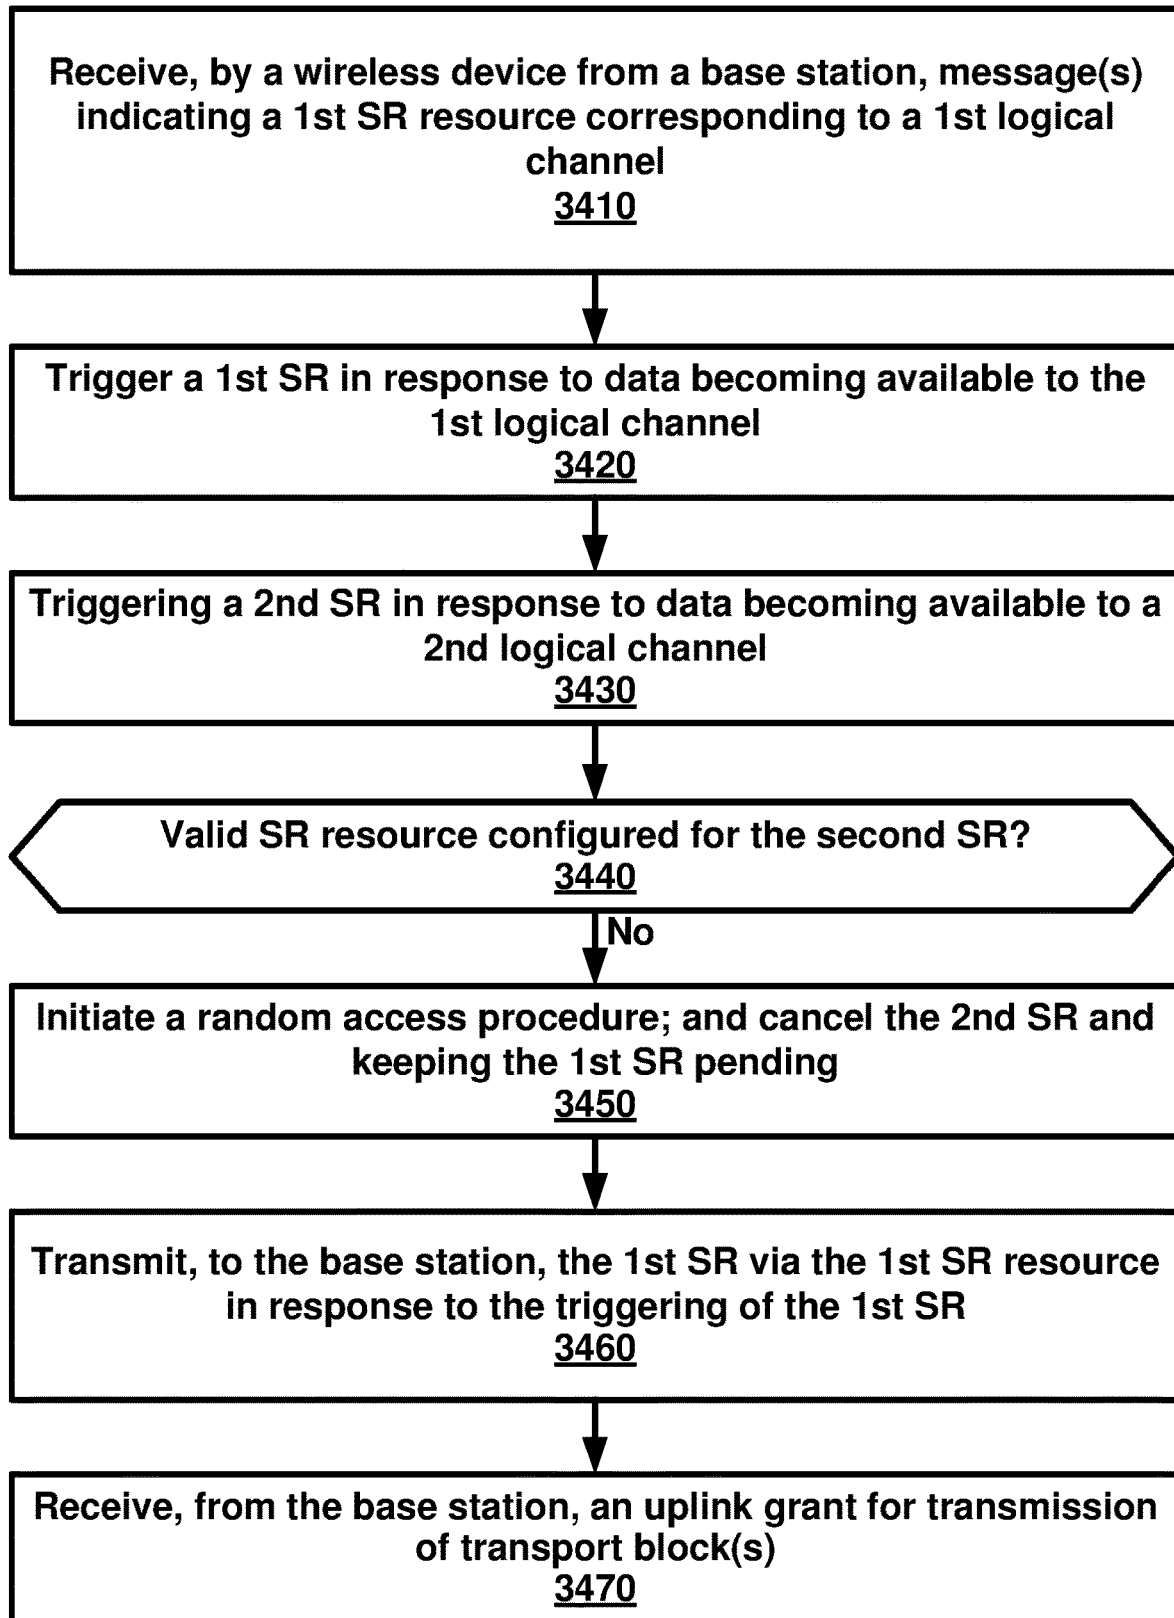 Receive, by a wireless device from a base station, message(s)
indicating a 1st SR resource corresponding to a 1st logical
channel
3410
Trigger a 1st SR in response to data becoming available to the
1st logical channel
3420
Triggering a 2nd SR in response to data becoming available to a
2nd logical channel
3430
Valid SR resource configured for the second SR?
3440
No
Initiate a random access procedure; and cancel the 2nd SR and
keeping the 1st SR pending
3450
Transmit, to the base station, the 1st SR via the 1st SR resource
in response to the triggering of the 1st SR
3460
Receive, from the base station, an uplink grant for transmission
of transport block(s)
3470